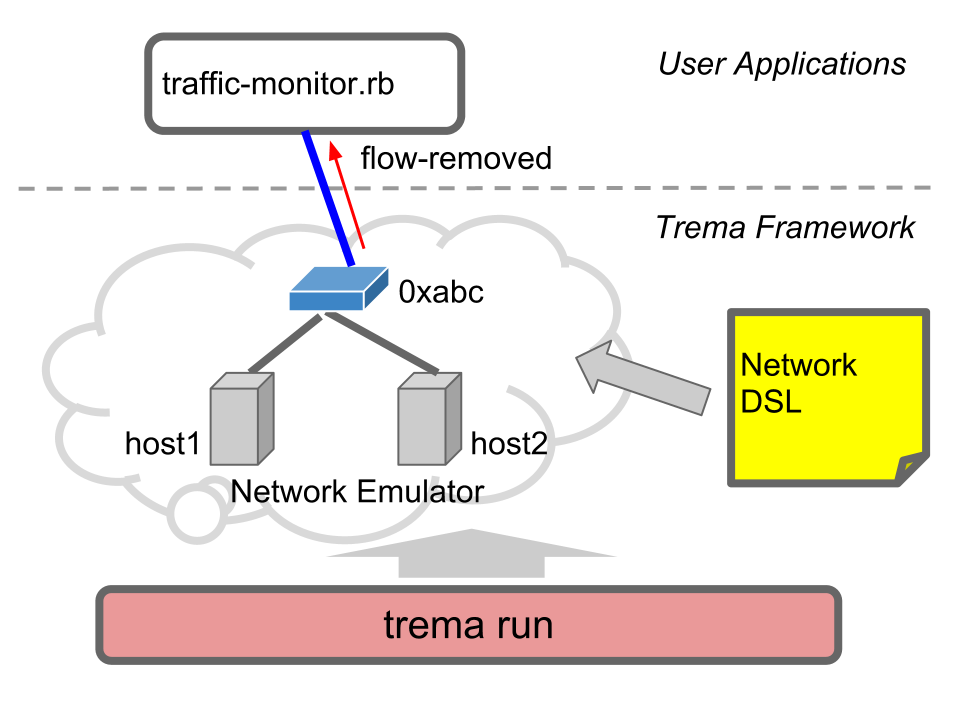 User Applications
traffic-monitor.rb
flow-removed
Trema Framework
0xabc
Network
DSL
host1
host2
Network Emulator
trema run